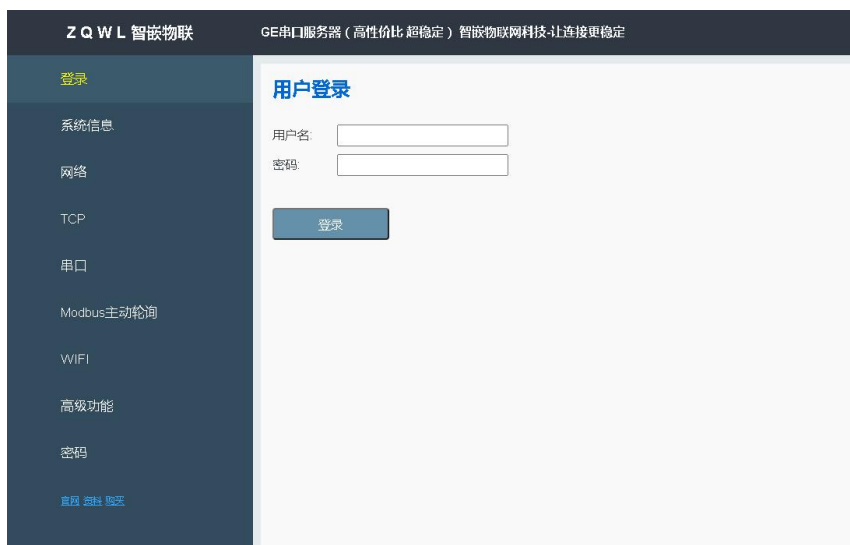 ZQWL 智嵌物联
GE串口服务器(高性价比 超稳定) 智嵌物联网科技-让连接更稳定
登录
系统信息
网络
TCP
串口
Modbus主动轮询
WIFI
高级功能
密码
官网 资料 购买
用户登录
用户名:
密码:
登录